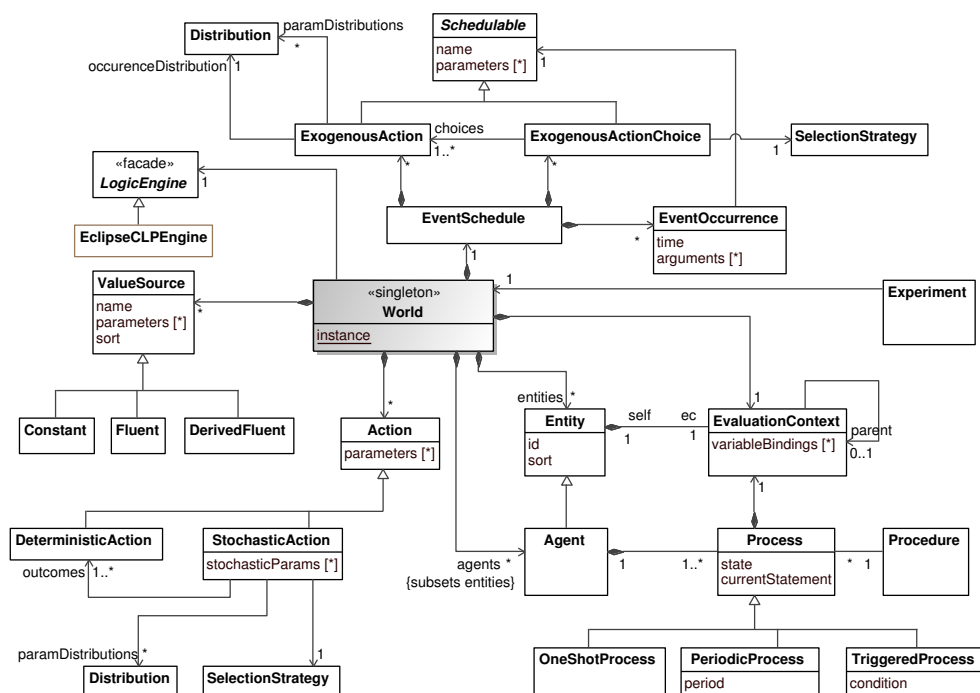 Distribution
paramDistributions
*
occurenceDistribution
1
Schedulable
name
parameters [*]
1
ExogenousAction
choices
1..*
ExogenousActionChoice
1
SelectionStrategy
«facade»
LogicEngine
1
*
*
EclipseCLPEngine
EventSchedule
*
EventOccurrence
time
arguments [*]
1
ValueSource
name
parameters [*]
sort
*
«singleton»
World
instance
1
Experiment
Constant
Fluent
DerivedFluent
*
Action
parameters [*]
entities
*
Entity
id
sort
self
1
ec
1
1
EvaluationContext
variableBindings [*]
parent
0..1
1
DeterministicAction
outcomes
1..*
StochasticAction
stochasticParams [*]
agents
*
{subsets entities}
Agent
1
1..*
Process
state
currentStatement
*
1
Procedure
paramDistributions
*
1
Distribution
SelectionStrategy
OneShotProcess
PeriodicProcess
period
TriggeredProcess
condition